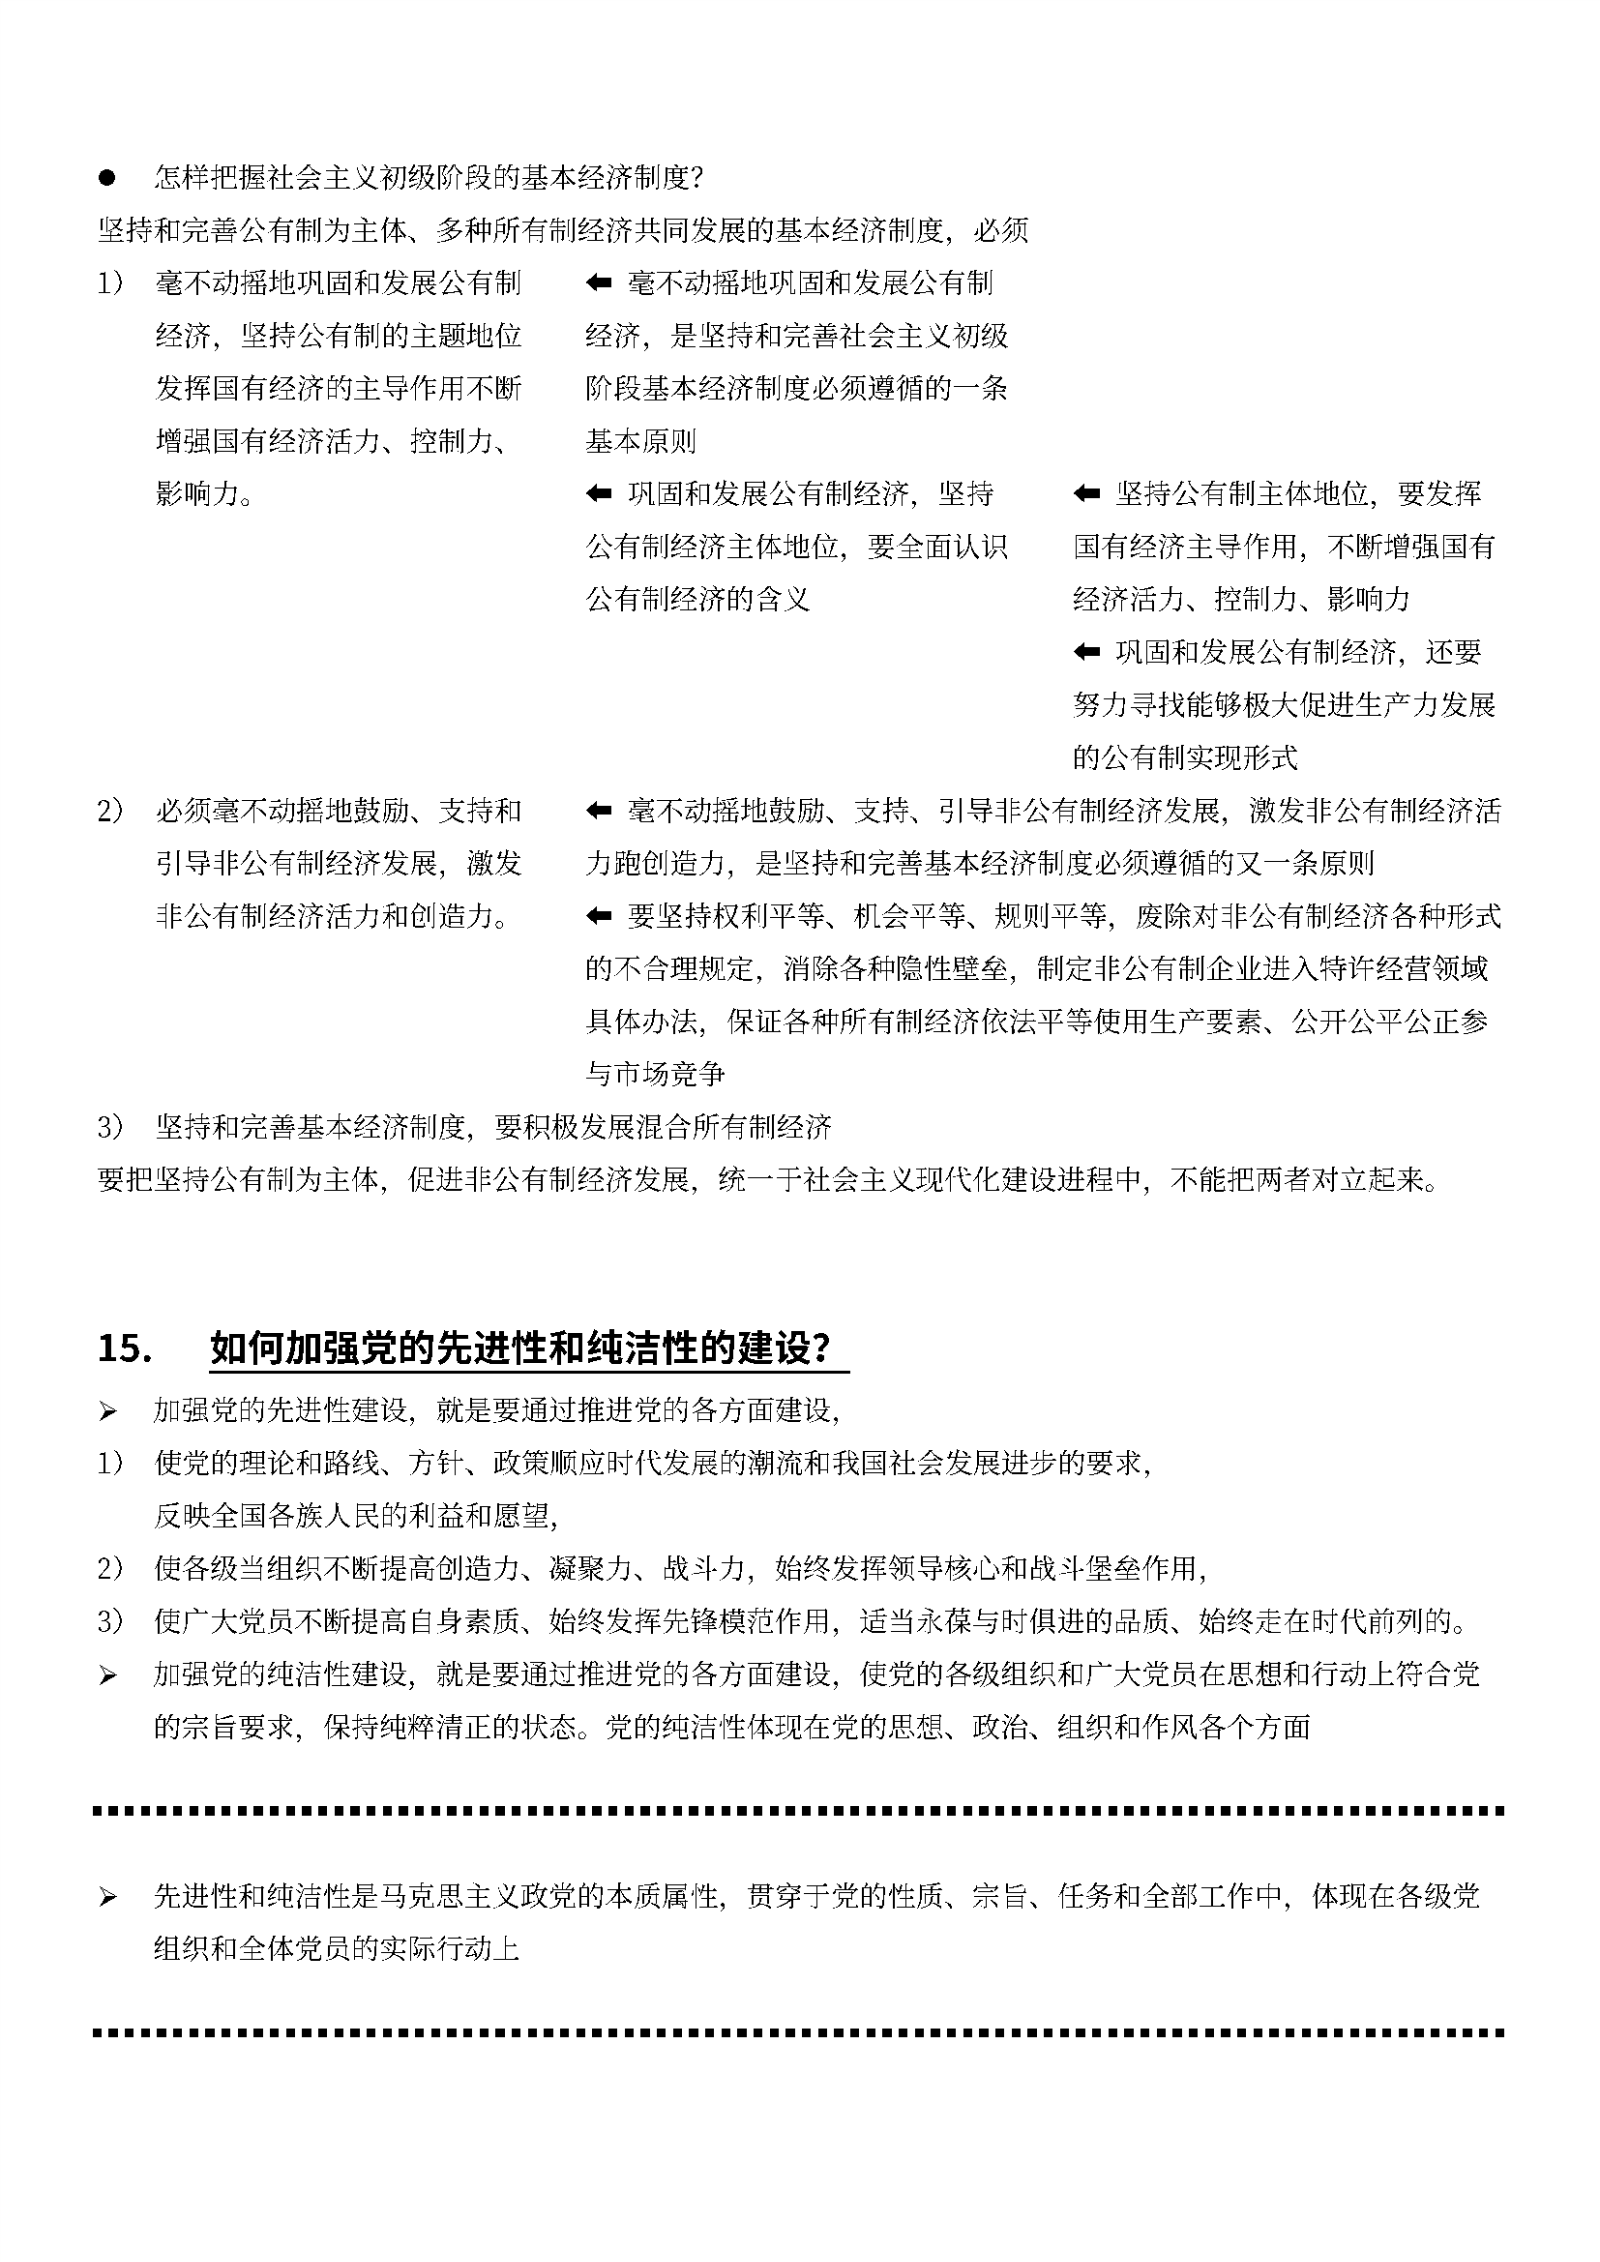 ● 怎样把握社会主义初级阶段的基本经济制度？
坚持和完善公有制为主体、多种所有制经济共同发展的基本经济制度，必须
1） 毫不动摇地巩固和发展公有制
经济，坚持公有制的主题地位
发挥国有经济的主导作用不断
增强国有经济活力、控制力、
影响力。
⬅ 毫不动摇地巩固和发展公有制
经济，是坚持和完善社会主义初级
阶段基本经济制度必须遵循的一条
基本原则
⬅ 巩固和发展公有制经济，坚持
公有制经济主体地位，要全面认识
公有制经济的含义
⬅ 坚持公有制主体地位，要发挥
国有经济主导作用，不断增强国有
经济活力、控制力、影响力
⬅ 巩固和发展公有制经济，还要
努力寻找能够极大促进生产力发展
的公有制实现形式
2） 必须毫不动摇地鼓励、支持和
引导非公有制经济发展，激发
非公有制经济活力和创造力。
⬅ 毫不动摇地鼓励、支持、引导非公有制经济发展，激发非公有制经济活
力跑创造力，是坚持和完善基本经济制度必须遵循的又一条原则
⬅ 要坚持权利平等、机会平等、规则平等，废除对非公有制经济各种形式
的不合理规定，消除各种隐性壁垒，制定非公有制企业进入特许经营领域
具体办法，保证各种所有制经济依法平等使用生产要素、公开公平公正参
与市场竞争
3） 坚持和完善基本经济制度，要积极发展混合所有制经济
要把坚持公有制为主体，促进非公有制经济发展，统一于社会主义现代化建设进程中，不能把两者对立起来。
15. 如何加强党的先进性和纯洁性的建设？
➢ 加强党的先进性建设，就是要通过推进党的各方面建设，
1） 使党的理论和路线、方针、政策顺应时代发展的潮流和我国社会发展进步的要求，
反映全国各族人民的利益和愿望，
2） 使各级当组织不断提高创造力、凝聚力、战斗力，始终发挥领导核心和战斗堡垒作用，
3） 使广大党员不断提高自身素质、始终发挥先锋模范作用，适当永葆与时俱进的品质、始终走在时代前列的。
➢ 加强党的纯洁性建设，就是要通过推进党的各方面建设，使党的各级组织和广大党员在思想和行动上符合党
的宗旨要求，保持纯粹清正的状态。党的纯洁性体现在党的思想、政治、组织和作风各个方面
➢ 先进性和纯洁性是马克思主义政党的本质属性，贯穿于党的性质、宗旨、任务和全部工作中，体现在各级党
组织和全体党员的实际行动上